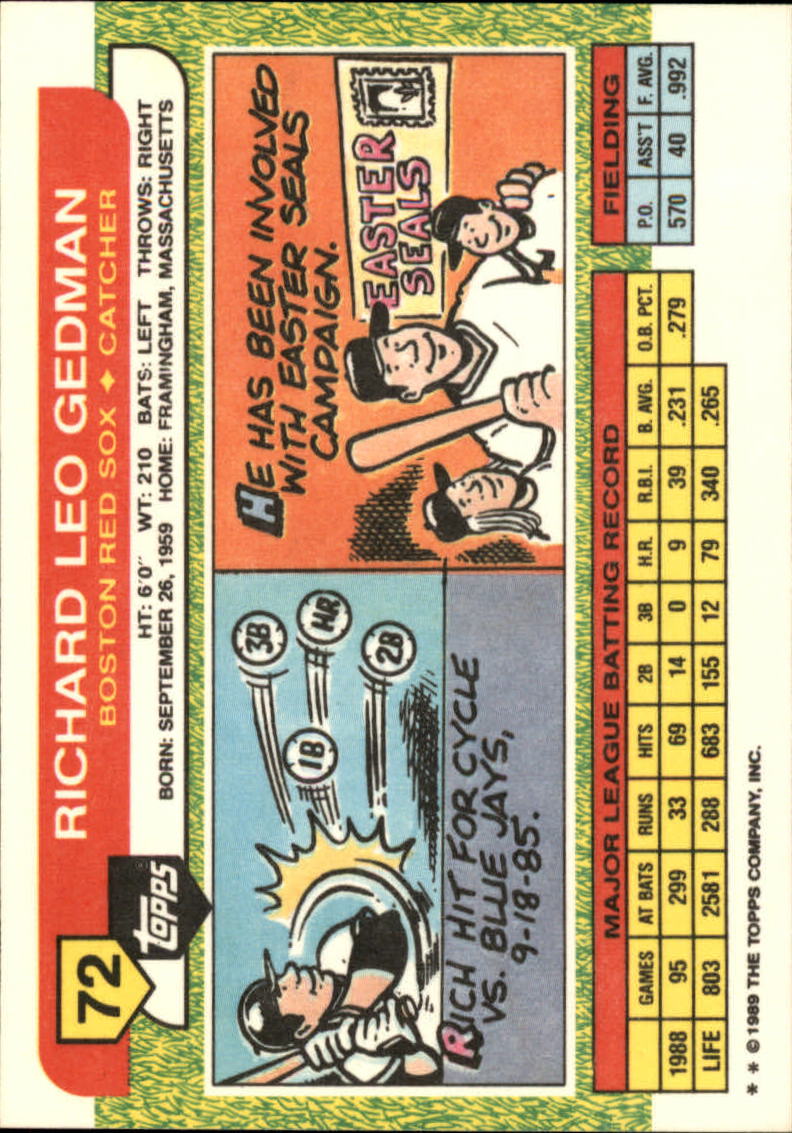 72
RICHARD LEO GEDMAN
BOSTON RED SOX ♦ CATCHER
TOPPS
HT: 6'0" WT: 210 BATS: LEFT THROWS: RIGHT
BORN: SEPTEMBER 26, 1959 HOME: FRAMINGHAM, MASSACHUSETTS
1B
3B
HR
2B
RICH HIT FOR CYCLE
VS. BLUE JAYS,
9-18-85.
HE HAS BEEN INVOLVED
WITH EASTER SEALS
CAMPAIGN.
EASTER
SEALS
MAJOR LEAGUE BATTING RECORD
GAMES AT BATS RUNS HITS 2B 3B H.R. R.B.I. B. AVG. O.B. PCT.
1988 95 299 33 69 14 0 9 39 .231 .279
LIFE 803 2581 288 683 155 12 79 340 .265
FIELDING
P.O. ASS'T F. AVG.
570 40 .992
* * © 1989 THE TOPPS COMPANY, INC.